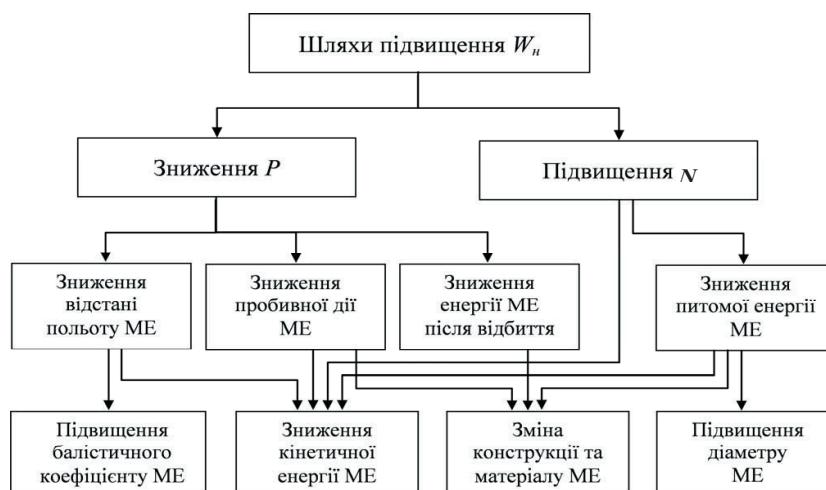 Шляхи підвищення Wн
Зниження P
Підвищення N
Зниження
відстані
польоту МЕ
Зниження
пробивної дії
МЕ
Зниження
енергії МЕ
після відбиття
Зниження
питомої енергії
МЕ
Підвищення
балістичного
коефіцієнту МЕ
Зниження
кінетичної
енергії МЕ
Зміна
конструкції та
матеріалу МЕ
Підвищення
діаметру
МЕ